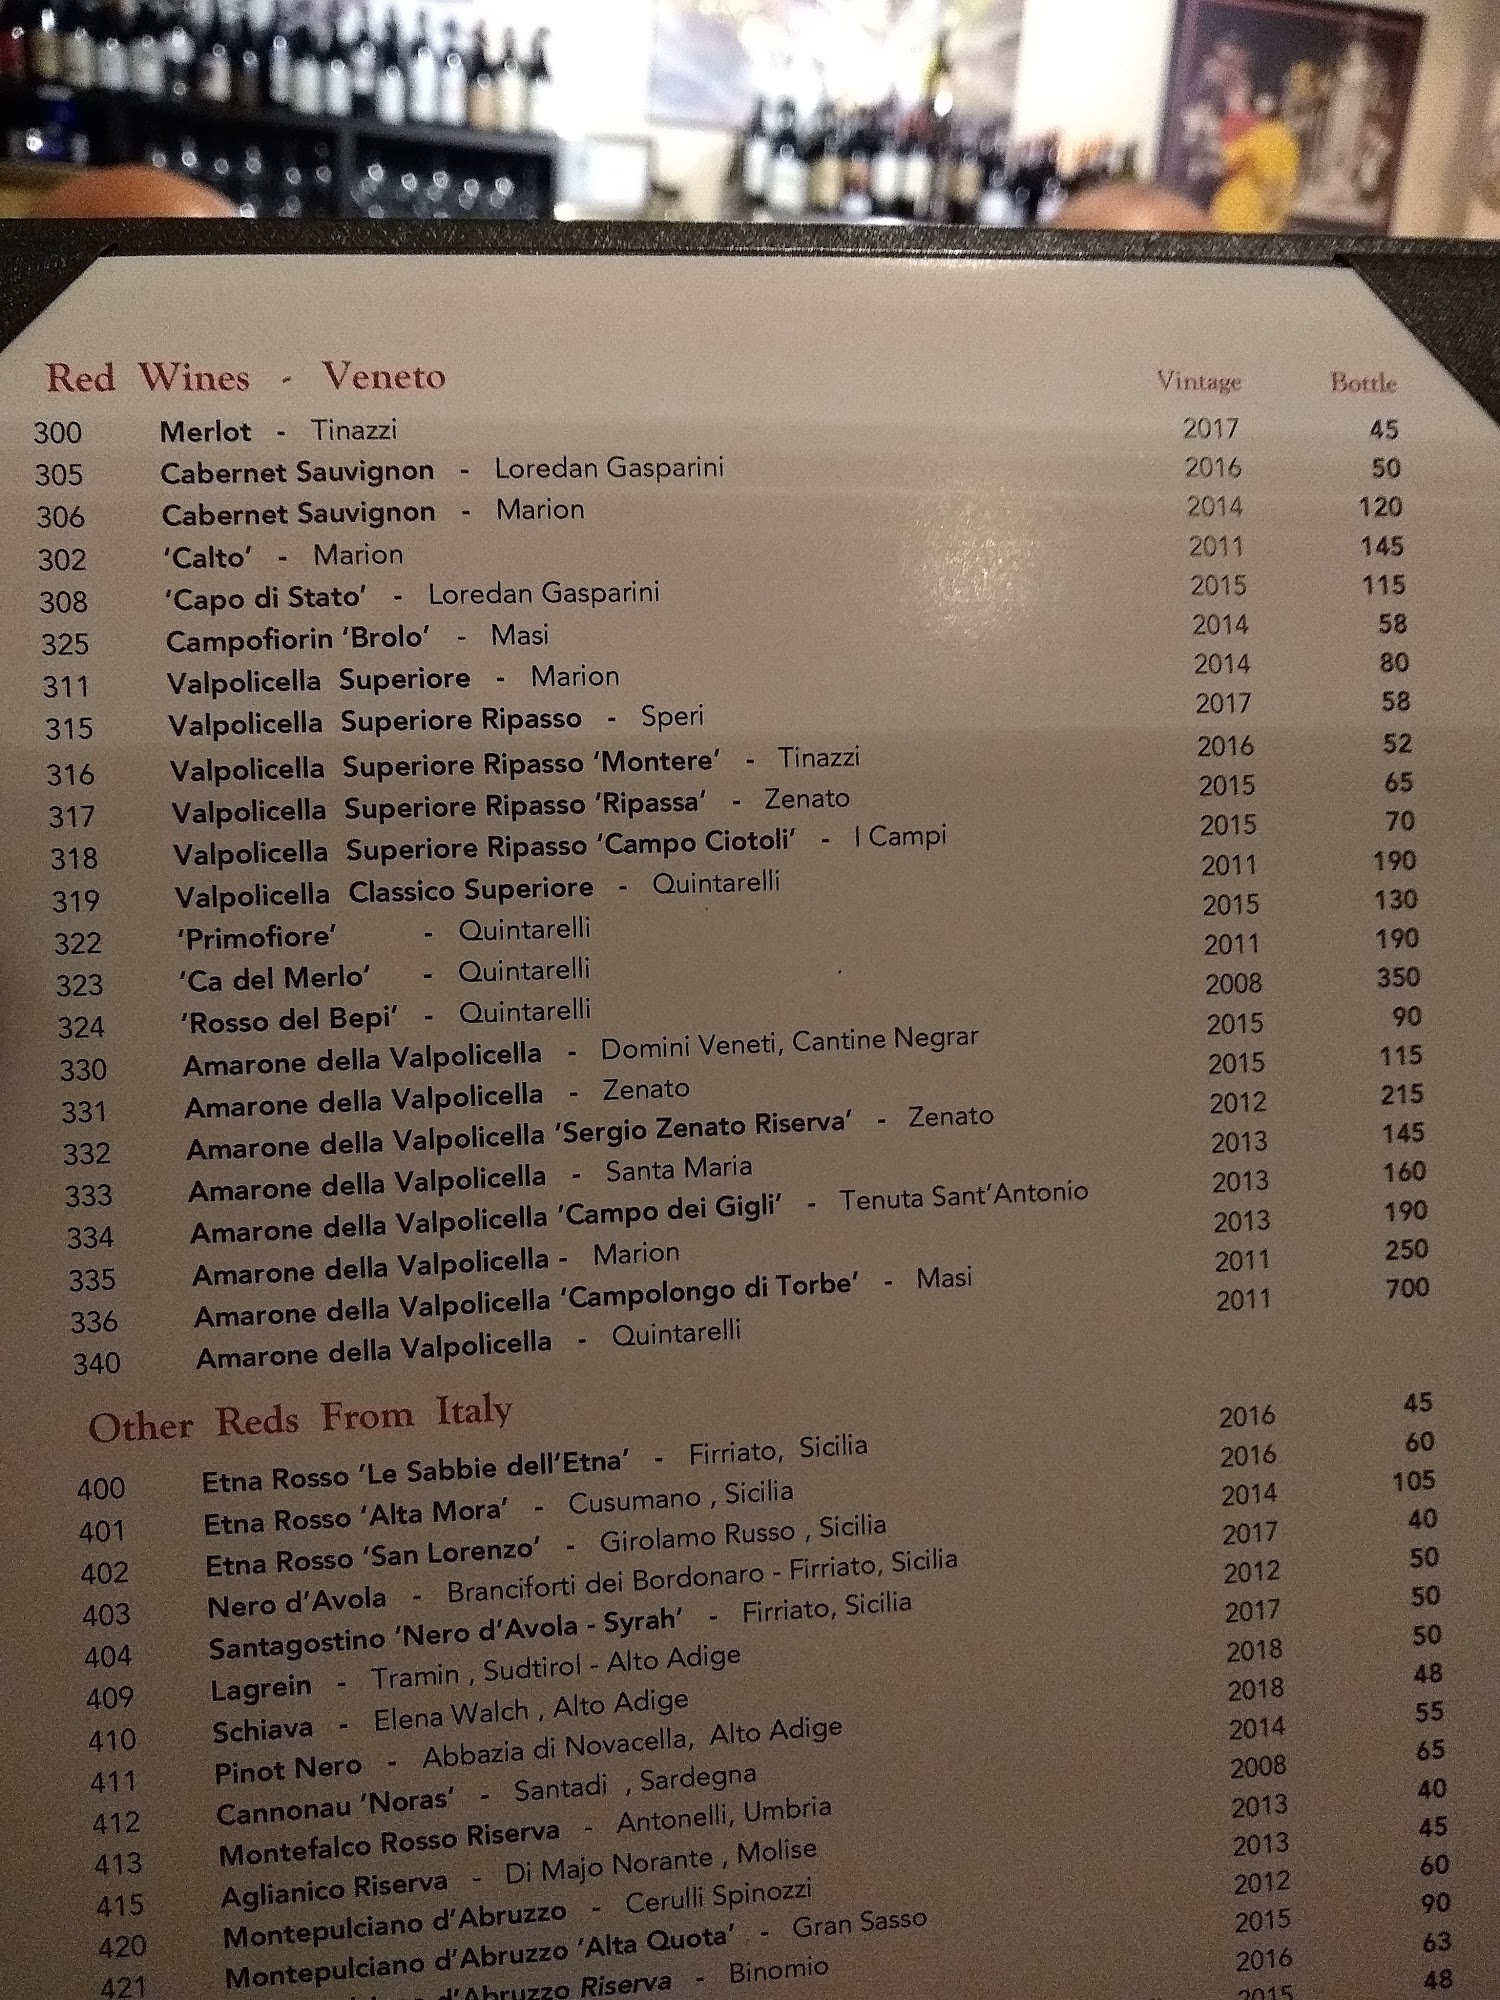 Red Wines - Veneto Vintage Bottle
300 Merlot - Tinazzi 2017 45
305 Cabernet Sauvignon - Loredan Gasparini 2016 50
306 Cabernet Sauvignon - Marion 2014 120
302 ‘Calto’ - Marion 2011 145
308 ‘Capo di Stato’ - Loredan Gasparini 2015 115
325 Campofiorin ‘Brolo’ - Masi 2014 58
311 Valpolicella Superiore - Marion 2014 80
315 Valpolicella Superiore Ripasso - Speri 2017 58
316 Valpolicella Superiore Ripasso ‘Montere’ - Tinazzi 2016 52
317 Valpolicella Superiore Ripasso ‘Ripassa’ - Zenato 2015 65
318 Valpolicella Superiore Ripasso ‘Campo Ciotoli’ - I Campi 2015 70
319 Valpolicella Classico Superiore - Quintarelli 2011 190
322 ‘Primofiore’ - Quintarelli 2015 130
323 ‘Ca del Merlo’ - Quintarelli 2011 190
324 ‘Rosso del Bepi’ - Quintarelli 2008 350
330 Amarone della Valpolicella - Domini Veneti, Cantine Negrar 2015 90
331 Amarone della Valpolicella - Zenato 2015 115
332 Amarone della Valpolicella ‘Sergio Zenato Riserva’ - Zenato 2012 215
333 Amarone della Valpolicella - Santa Maria 2013 145
334 Amarone della Valpolicella ‘Campo dei Gigli’ - Tenuta Sant’Antonio 2013 160
335 Amarone della Valpolicella - Marion 2013 190
336 Amarone della Valpolicella ‘Campolongo di Torbe’ - Masi 2011 250
340 Amarone della Valpolicella - Quintarelli 2011 700
Other Reds From Italy
400 Etna Rosso ‘Le Sabbie dell’Etna’ - Firriato, Sicilia 2016 45
401 Etna Rosso ‘Alta Mora’ - Cusumano , Sicilia 2016 60
402 Etna Rosso ‘San Lorenzo’ - Girolamo Russo , Sicilia 2014 105
403 Nero d’Avola - Branciforti dei Bordonaro - Firriato, Sicilia 2017 40
404 Santagostino ‘Nero d’Avola - Syrah’ - Firriato, Sicilia 2012 50
409 Lagrein - Tramin , Sudtirol - Alto Adige 2017 50
410 Schiava - Elena Walch , Alto Adige 2018 50
411 Pinot Nero - Abbazia di Novacella, Alto Adige 2018 48
412 Cannonau ‘Noras’ - Santadi , Sardegna 2014 55
413 Montefalco Rosso Riserva - Antonelli, Umbria 2008 65
415 Aglianico Riserva - Di Majo Norante , Molise 2013 40
420 Montepulciano d’Abruzzo - Cerulli Spinozzi 2013 45
421 Montepulciano d’Abruzzo ‘Alta Quota’ - Gran Sasso 2012 60
d’Abruzzo Riserva - Binomio 2015 90
2016 63
2015 48